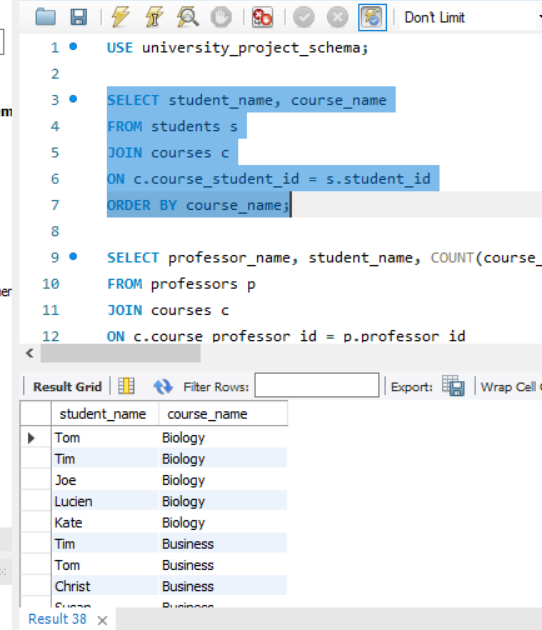 Don't Limit
1 USE university_project_schema;
2
3 SELECT student_name, course_name
4 FROM students s
5 JOIN courses c
6 ON c.course_student_id = s.student_id
7 ORDER BY course_name;
8
9 SELECT professor_name, student_name, COUNT(course_
10 FROM professors p
11 JOIN courses c
12 ON c.course_professor_id = p.professor_id
Result Grid Filter Rows: Export: Wrap Cell
student_name course_name
Tom Biology
Tim Biology
Joe Biology
Lucien Biology
Kate Biology
Tim Business
Tom Business
Christ Business
Susan Business
Result 38